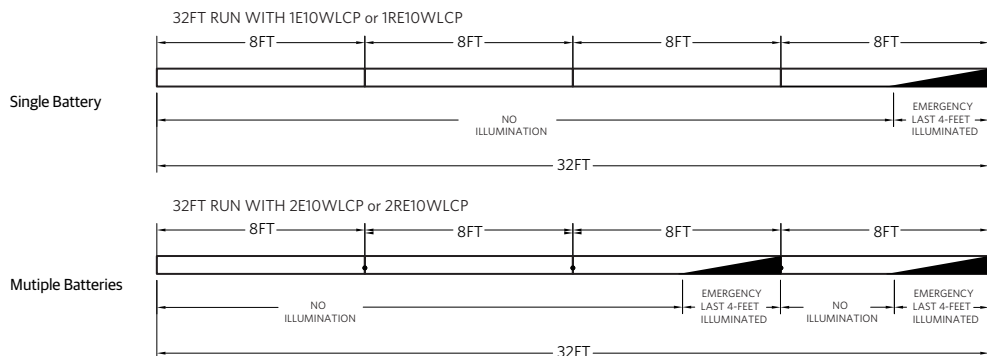 32FT RUN WITH 1E10WLCP or 1RE10WLCP
8FT 8FT 8FT 8FT
Single Battery
NO
ILLUMINATION
EMERGENCY
LAST 4-FEET
ILLUMINATED
32FT
32FT RUN WITH 2E10WLCP or 2RE10WLCP
8FT 8FT 8FT 8FT
Mutiple Batteries
NO
ILLUMINATION
EMERGENCY
LAST 4-FEET
ILLUMINATED
NO
ILLUMINATION
EMERGENCY
LAST 4-FEET
ILLUMINATED
32FT